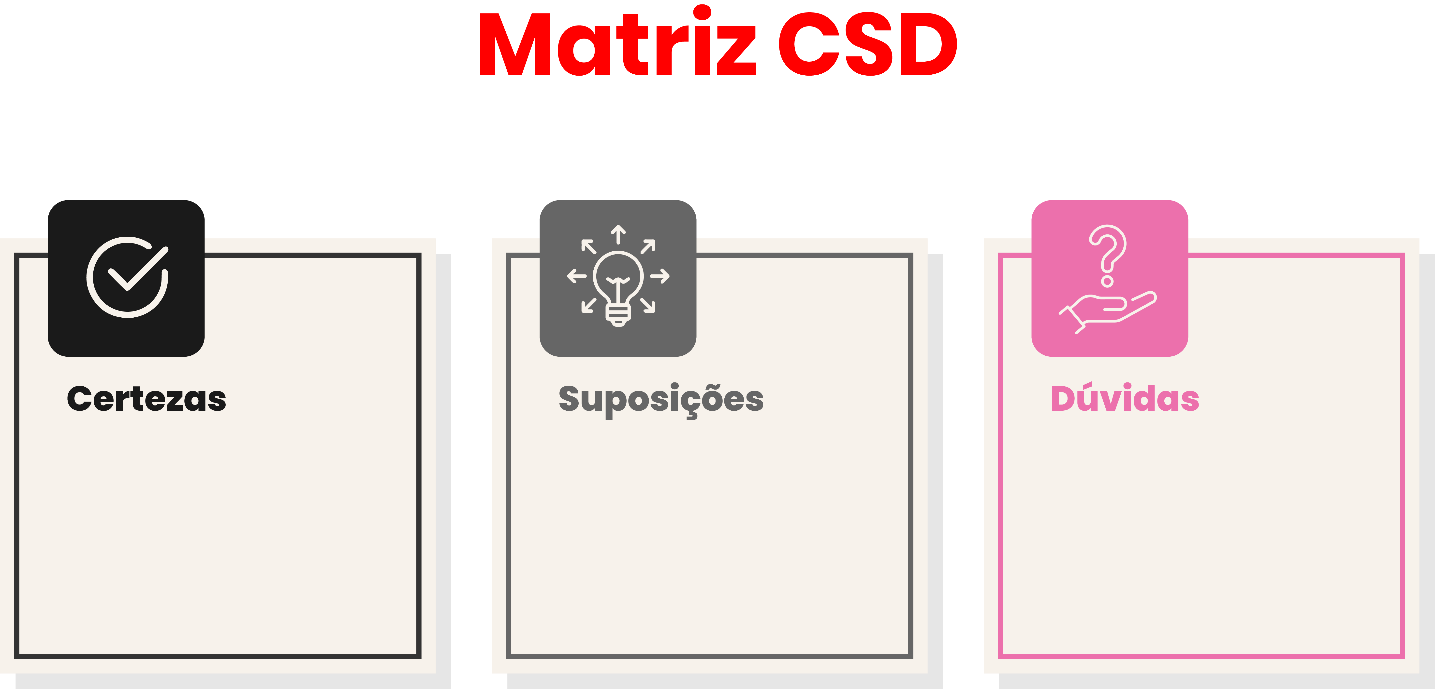 Matriz CSD
Certezas
Suposições
Dúvidas